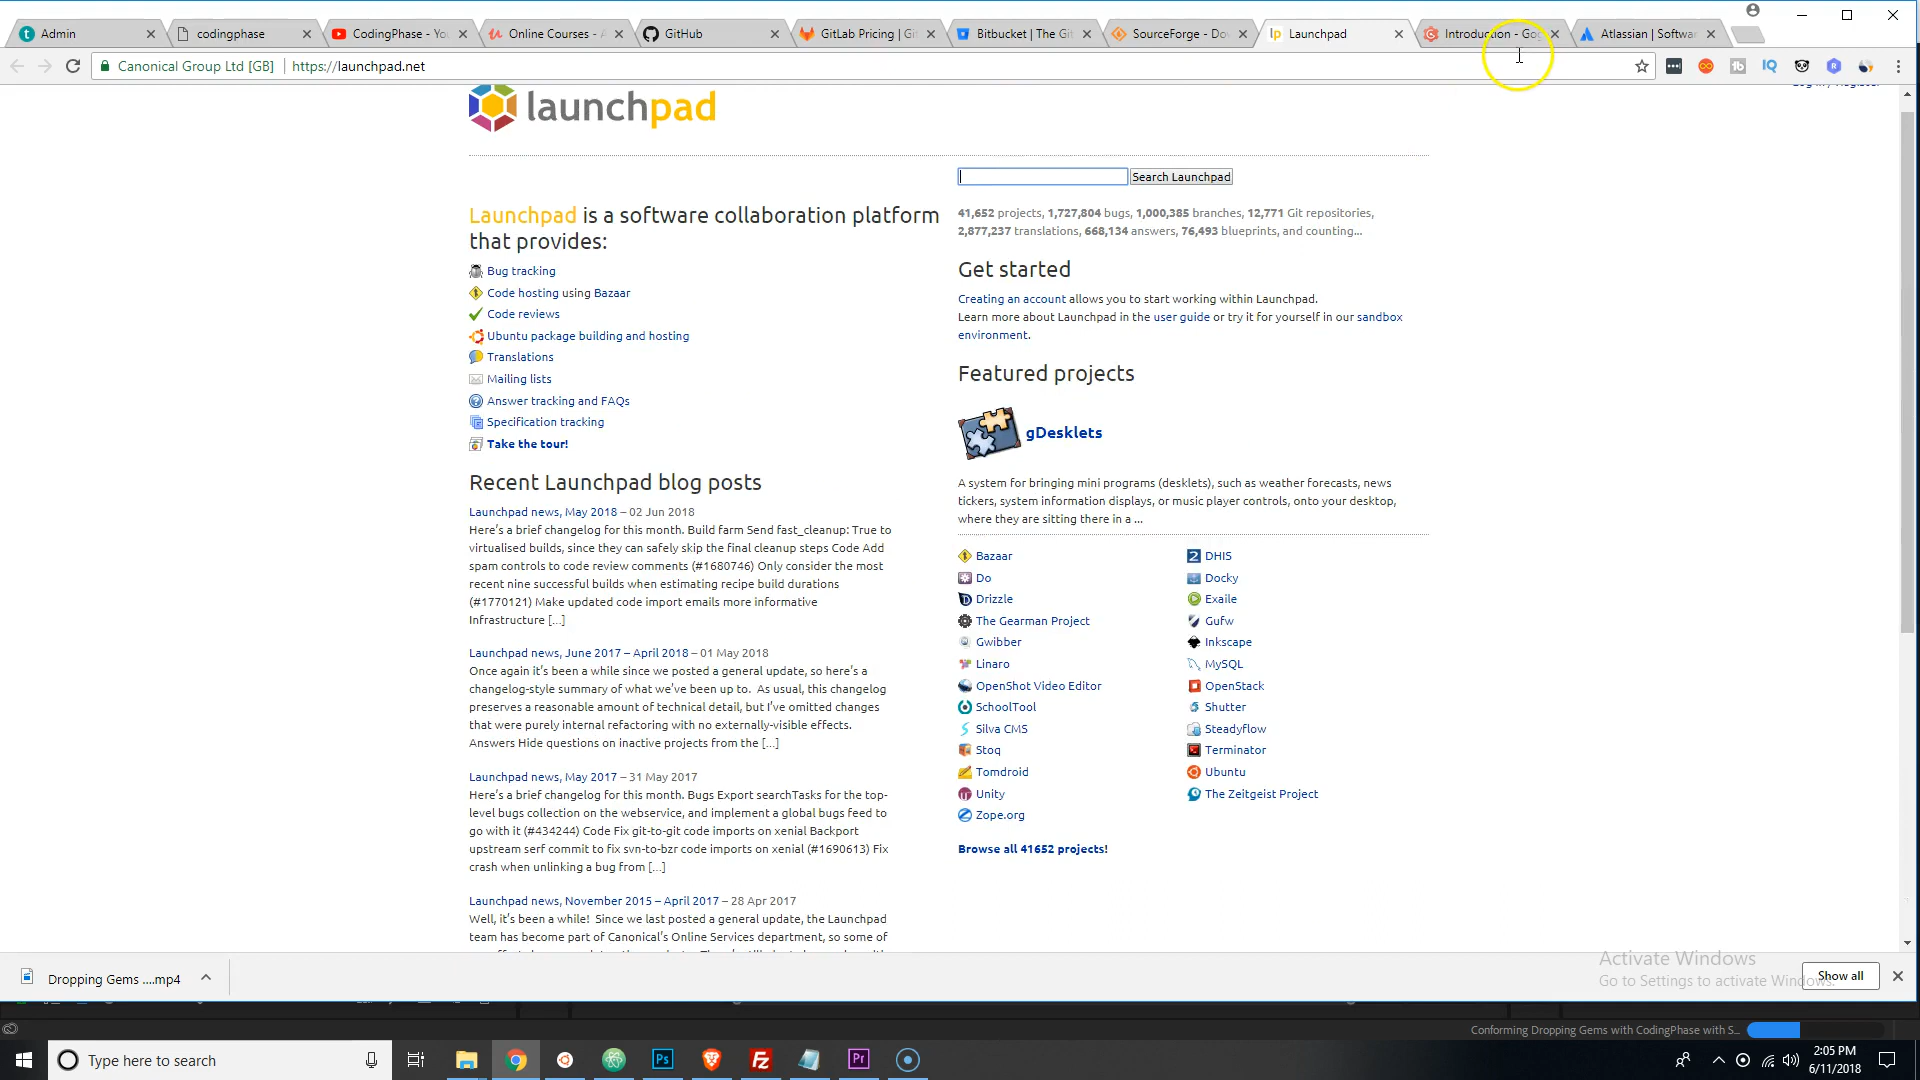 Admin
codingphase
CodingPhase - Yo
Online Courses - A
GitHub
GitLab Pricing | Git
Bitbucket | The Git
SourceForge - Dow
Launchpad
Introduction - Gog
Atlassian | Softwar
Canonical Group Ltd [GB]
https://launchpad.net
launchpad
Search Launchpad
Launchpad is a software collaboration platform
that provides:
Bug tracking
Code hosting using Bazaar
Code reviews
Ubuntu package building and hosting
Translations
Mailing lists
Answer tracking and FAQs
Specification tracking
Take the tour!
Recent Launchpad blog posts
Launchpad news, May 2018 – 02 Jun 2018
Here's a brief changelog for this month. Build farm Send fast_cleanup: True to
virtualised builds, since they can safely skip the final cleanup steps Code Add
spam controls to code review comments (#1680746) Only consider the most
recent nine successful builds when estimating recipe build durations
(#1770121) Make updated code import emails more informative
Infrastructure [...]
Launchpad news, June 2017 – April 2018 – 01 May 2018
Once again it's been a while since we posted a general update, so here's a
changelog-style summary of what we've been up to. As usual, this changelog
preserves a reasonable amount of technical detail, but I've omitted changes
that were purely internal refactoring with no externally-visible effects.
Answers Hide questions on inactive projects from the [...]
Launchpad news, May 2017 – 31 May 2017
Here's a brief changelog for this month. Bugs Export searchTasks for the top-
level bugs collection on the webservice, and implement a global bugs feed to
go with it (#434244) Code Fix git-to-git code imports on xenial Backport
upstream serf commit to fix svn-to-bzr code imports on xenial (#1690613) Fix
crash when unlinking a bug from [...]
Launchpad news, November 2015 – April 2017 – 28 Apr 2017
Well, it's been a while! Since we last posted a general update, the Launchpad
team has become part of Canonical's Online Services department, so some of
41,652 projects, 1,727,804 bugs, 1,000,385 branches, 12,771 Git repositories,
2,877,237 translations, 668,134 answers, 76,493 blueprints, and counting...
Get started
Creating an account allows you to start working within Launchpad.
Learn more about Launchpad in the user guide or try it for yourself in our sandbox
environment.
Featured projects
gDesklets
A system for bringing mini programs (desklets), such as weather forecasts, news
tickers, system information displays, or music player controls, onto your desktop,
where they are sitting there in a ...
Bazaar
Do
Drizzle
The Gearman Project
Gwibber
Linaro
OpenShot Video Editor
SchoolTool
Silva CMS
Stoq
Tomdroid
Unity
Zope.org
DHIS
Docky
Exaile
Gufw
Inkscape
MySQL
OpenStack
Shutter
Steadyflow
Terminator
Ubuntu
The Zeitgeist Project
Browse all 41652 projects!
Activate Windows
Go to Settings to activate Windows.
Dropping Gems ....mp4
Show all
Conforming Dropping Gems with CodingPhase with S...
Type here to search
2:05 PM
6/11/2018